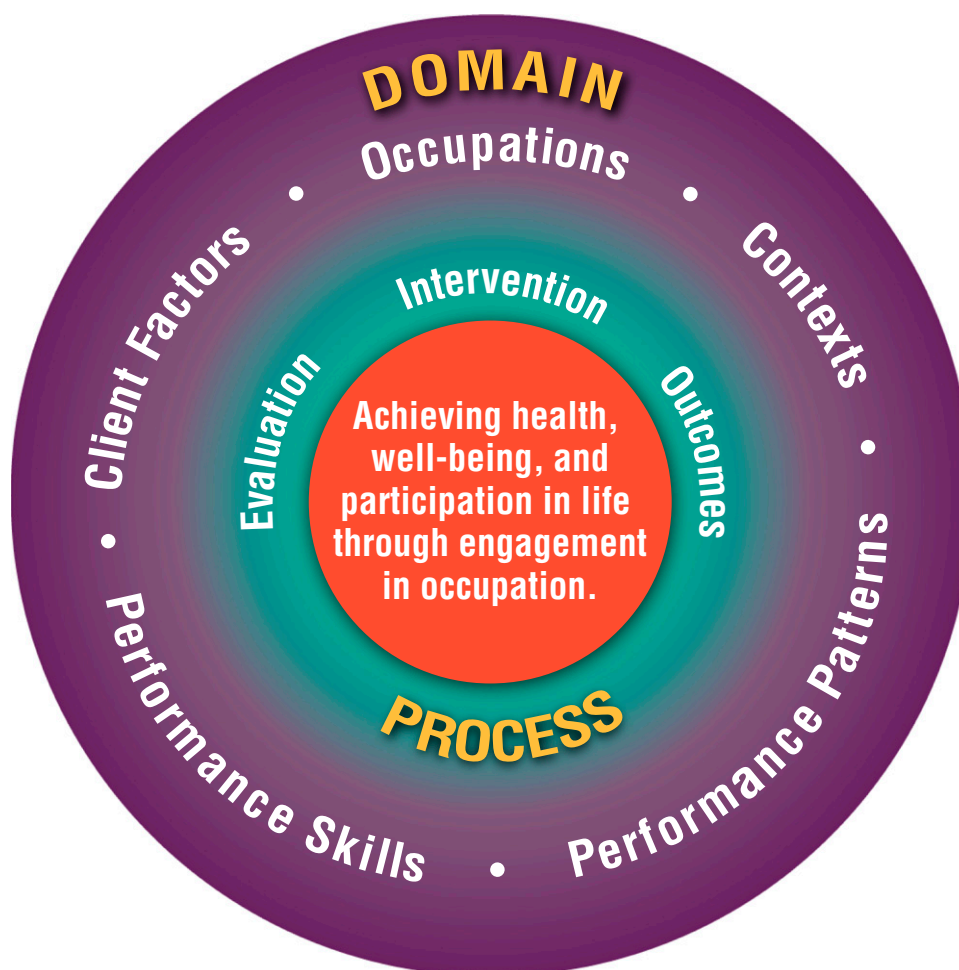 DOMAIN
Occupations
Contexts
Performance Patterns
Performance Skills
Client Factors
Evaluation
Intervention
Outcomes
Achieving health,
well-being, and
participation in life
through engagement
in occupation.
PROCESS